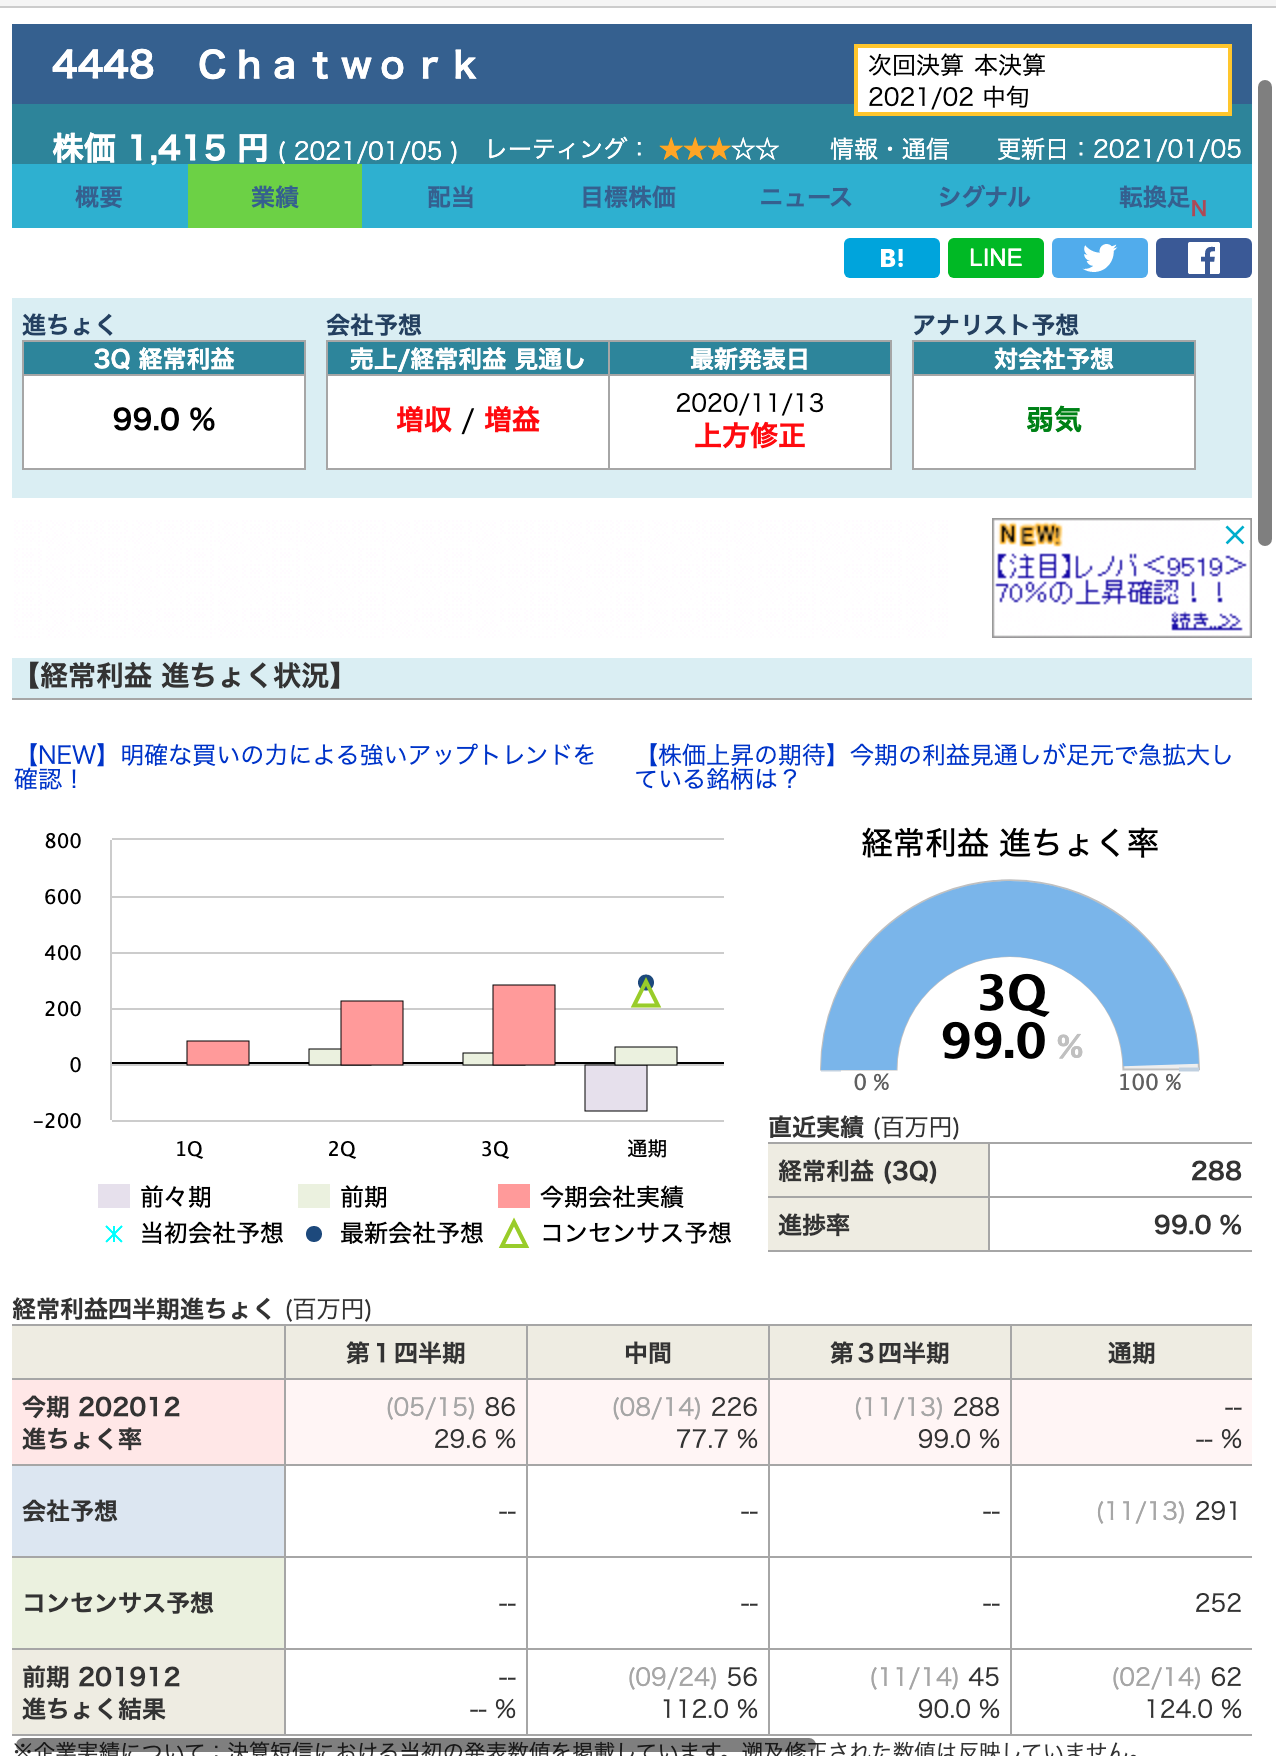 4448　Ｃｈａｔｗｏｒｋ
次回決算 本決算
2021/02 中旬
株価 1,415 円 ( 2021/01/05 )　レーティング： ★★★☆☆　情報・通信　更新日：2021/01/05
概要　業績　配当　目標株価　ニュース　シグナル　転換足N
B!　LINE
進ちょく
3Q 経常利益
99.0 %
会社予想
売上/経常利益 見通し　最新発表日
増収 / 増益　2020/11/13
上方修正
アナリスト予想
対会社予想
弱気
NEW!
【注目】レノバ<9519>
70%の上昇確認！！
続き..>>
【経常利益 進ちょく状況】
【NEW】明確な買いの力による強いアップトレンドを
確認！
【株価上昇の期待】今期の利益見通しが足元で急拡大し
ている銘柄は？
800
600
400
200
0
-200
1Q　2Q　3Q　通期
前々期　前期　今期会社実績
当初会社予想　最新会社予想　コンセンサス予想
経常利益 進ちょく率
3Q
99.0 %
0 %　100 %
直近実績 (百万円)
経常利益 (3Q)　288
進捗率　99.0 %
経常利益四半期進ちょく (百万円)
第１四半期　中間　第３四半期　通期
今期 202012　(05/15) 86　(08/14) 226　(11/13) 288　--
進ちょく率　29.6 %　77.7 %　99.0 %　-- %
会社予想　--　--　--　(11/13) 291
コンセンサス予想　--　--　--　252
前期 201912　--　(09/24) 56　(11/14) 45　(02/14) 62
進ちょく結果　-- %　112.0 %　90.0 %　124.0 %
※企業実績について：決算短信における当初の発表数値を掲載しています。遡及修正された数値は反映していません。